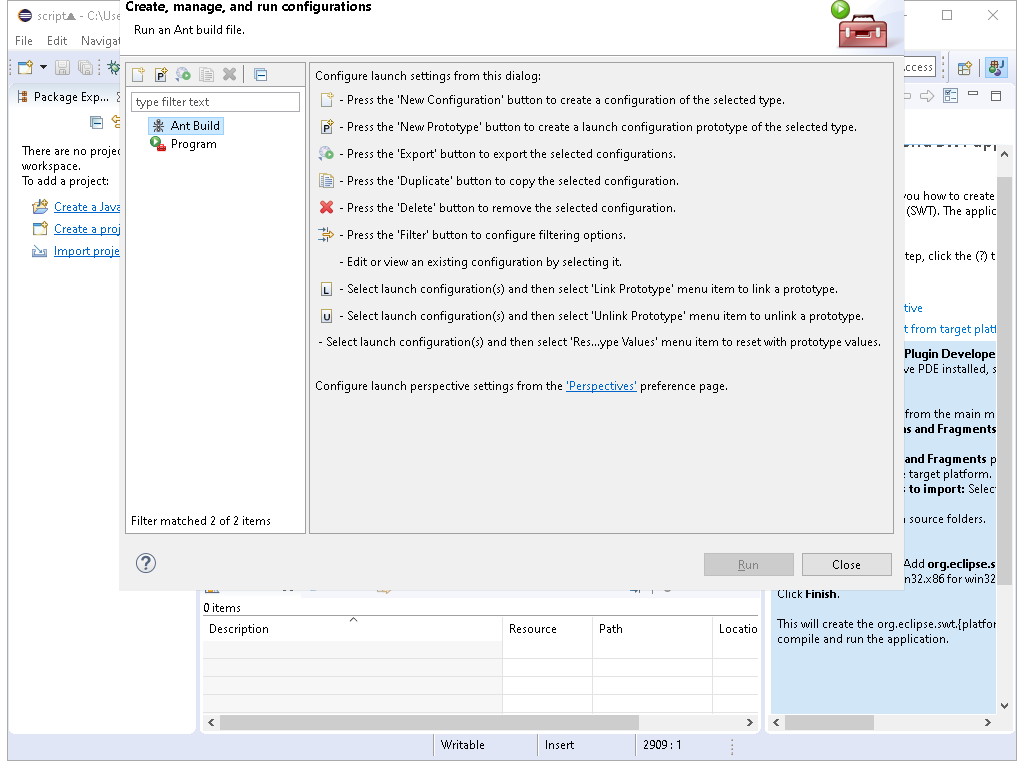 script▲ - C:\Use
File Edit Navigat
Package Exp...
There are no projec
workspace.
To add a project:
Create a Java
Create a proj
Import proje
Create, manage, and run configurations
Run an Ant build file.
type filter text
Ant Build
Program
Filter matched 2 of 2 items
Configure launch settings from this dialog:
- Press the 'New Configuration' button to create a configuration of the selected type.
P - Press the 'New Prototype' button to create a launch configuration prototype of the selected type.
- Press the 'Export' button to export the selected configurations.
- Press the 'Duplicate' button to copy the selected configuration.
- Press the 'Delete' button to remove the selected configuration.
- Press the 'Filter' button to configure filtering options.
- Edit or view an existing configuration by selecting it.
L - Select launch configuration(s) and then select 'Link Prototype' menu item to link a prototype.
U - Select launch configuration(s) and then select 'Unlink Prototype' menu item to unlink a prototype.
- Select launch configuration(s) and then select 'Res...ype Values' menu item to reset with prototype values.
Configure launch perspective settings from the 'Perspectives' preference page.
? Run Close
ccess
you how to create
(SWT). The applic
tep, click the (?) t
tive
t from target platf
Plugin Develope
ve PDE installed, s
from the main m
ns and Fragments
and Fragments p
e target platform.
s to import: Selec
n source folders.
Add org.eclipse.s
n32.x86 for win32
Click Finish.
This will create the org.eclipse.swt.{platfor
compile and run the application.
0 items
Description Resource Path Locatio
Writable Insert 2909 : 1